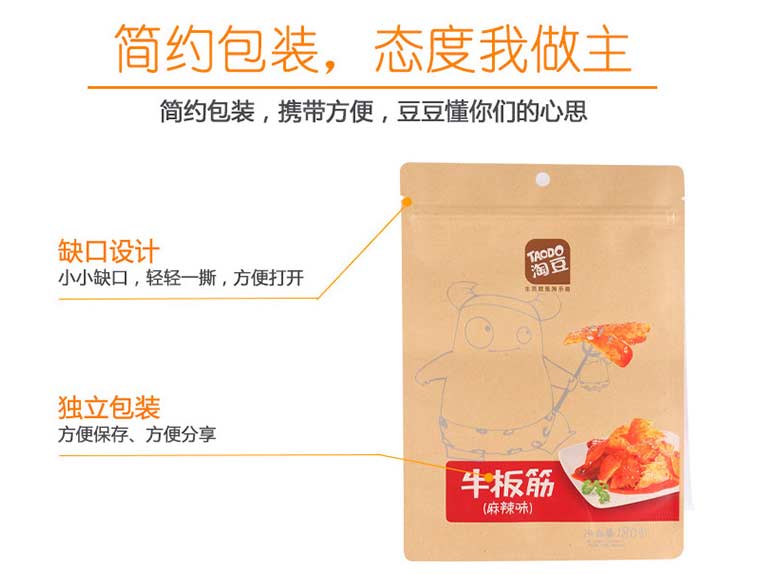 简约包装，态度我做主
简约包装，携带方便，豆豆懂你们的心思
缺口设计
小小缺口，轻轻一撕，方便打开
TAODO
淘豆
独立包装
方便保存、方便分享
牛板筋
(麻辣味)